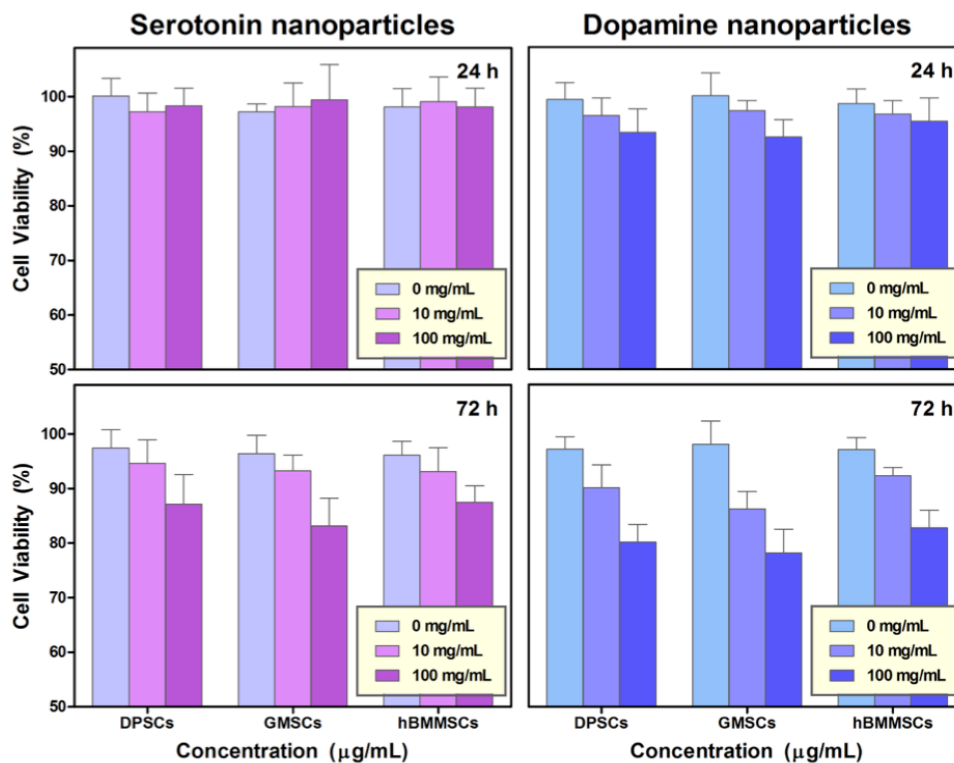 Serotonin nanoparticles
Dopamine nanoparticles
Cell Viability (%)
100
90
80
70
60
50
24 h
0 mg/mL
10 mg/mL
100 mg/mL
24 h
0 mg/mL
10 mg/mL
100 mg/mL
Cell Viability (%)
100
90
80
70
60
50
72 h
0 mg/mL
10 mg/mL
100 mg/mL
72 h
0 mg/mL
10 mg/mL
100 mg/mL
DPSCs GMSCs hBMMSCs
DPSCs GMSCs hBMMSCs
Concentration (μg/mL)
Concentration (μg/mL)